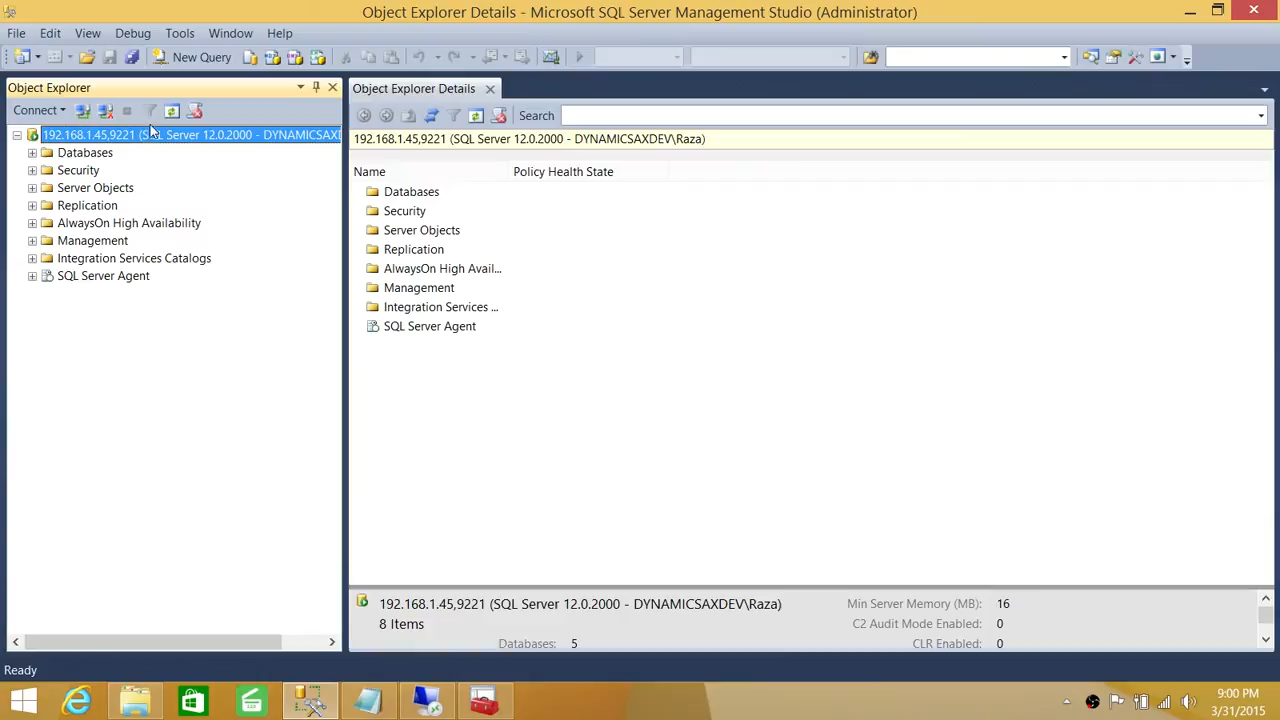 Object Explorer Details - Microsoft SQL Server Management Studio (Administrator)
File Edit View Debug Tools Window Help
New Query
Object Explorer
Connect
192.168.1.45,9221 (SQL Server 12.0.2000 - DYNAMICSAXD
Databases
Security
Server Objects
Replication
AlwaysOn High Availability
Management
Integration Services Catalogs
SQL Server Agent
Object Explorer Details
Search
192.168.1.45,9221 (SQL Server 12.0.2000 - DYNAMICSAXDEV\Raza)
Name Policy Health State
Databases
Security
Server Objects
Replication
AlwaysOn High Avail...
Management
Integration Services ...
SQL Server Agent
192.168.1.45,9221 (SQL Server 12.0.2000 - DYNAMICSAXDEV\Raza)
8 Items
Databases: 5
Min Server Memory (MB): 16
C2 Audit Mode Enabled: 0
CLR Enabled: 0
Ready
9:00 PM
3/31/2015